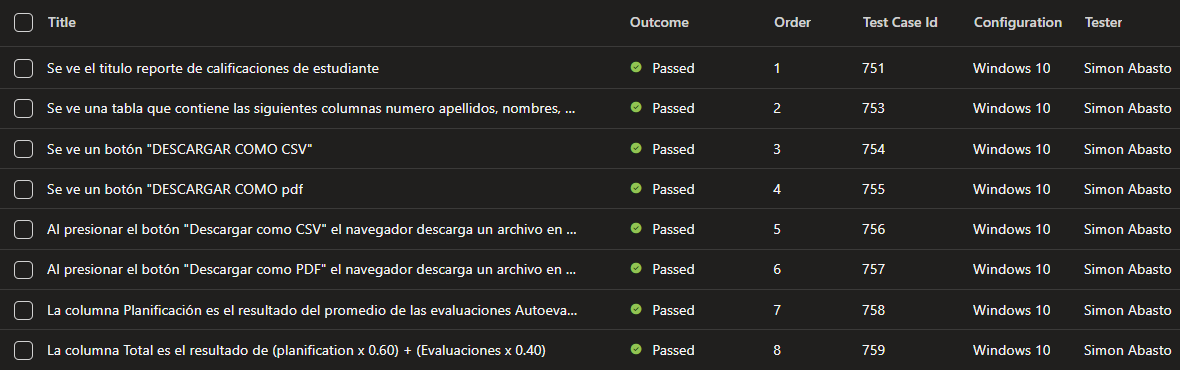 Title Outcome Order Test Case Id Configuration Tester
Se ve el titulo reporte de calificaciones de estudiante Passed 1 751 Windows 10 Simon Abasto
Se ve una tabla que contiene las siguientes columnas numero apellidos, nombres, ... Passed 2 753 Windows 10 Simon Abasto
Se ve un botón "DESCARGAR COMO CSV" Passed 3 754 Windows 10 Simon Abasto
Se ve un botón "DESCARGAR COMO pdf Passed 4 755 Windows 10 Simon Abasto
Al presionar el botón "Descargar como CSV" el navegador descarga un archivo en ... Passed 5 756 Windows 10 Simon Abasto
Al presionar el botón "Descargar como PDF" el navegador descarga un archivo en ... Passed 6 757 Windows 10 Simon Abasto
La columna Planificación es el resultado del promedio de las evaluaciones Autoeva... Passed 7 758 Windows 10 Simon Abasto
La columna Total es el resultado de (planification x 0.60) + (Evaluaciones x 0.40) Passed 8 759 Windows 10 Simon Abasto